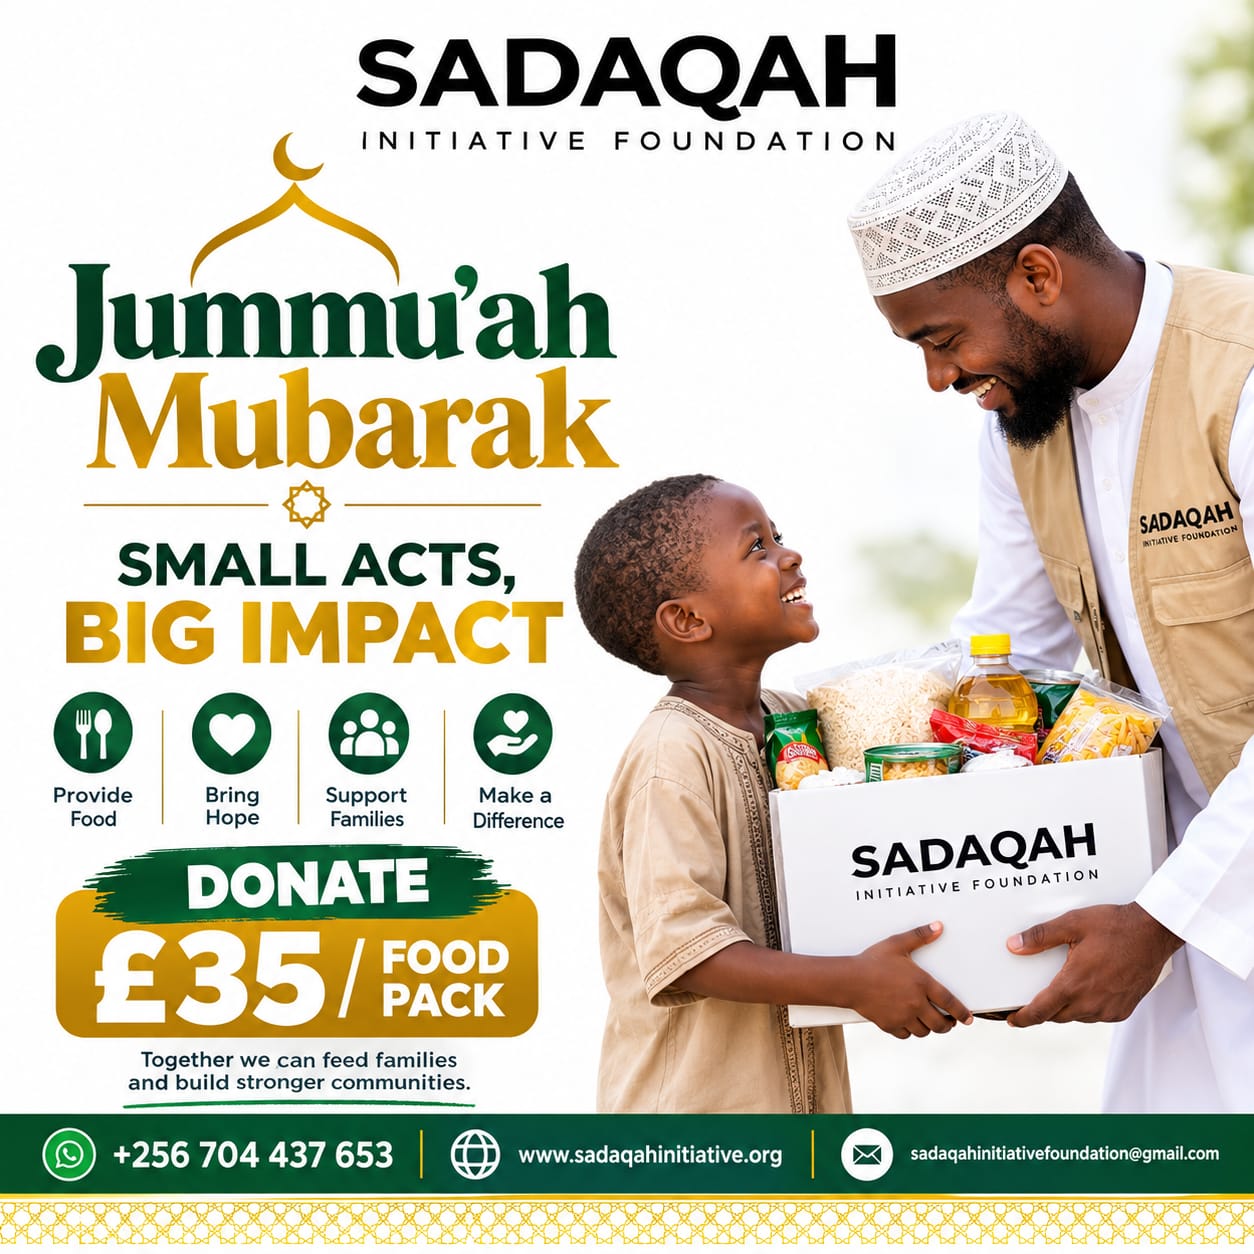 SADAQAH
INITIATIVE FOUNDATION
Jummu'ah
Mubarak
SMALL ACTS,
BIG IMPACT
Provide
Food
Bring
Hope
Support
Families
Make a
Difference
DONATE
£35/FOOD
PACK
Together we can feed families
and build stronger communities.
SADAQAH
INITIATIVE FOUNDATION
SADAQAH
INITIATIVE FOUNDATION
+256 704 437 653
www.sadaqahinitiative.org
sadaqahinitiativefoundation@gmail.com